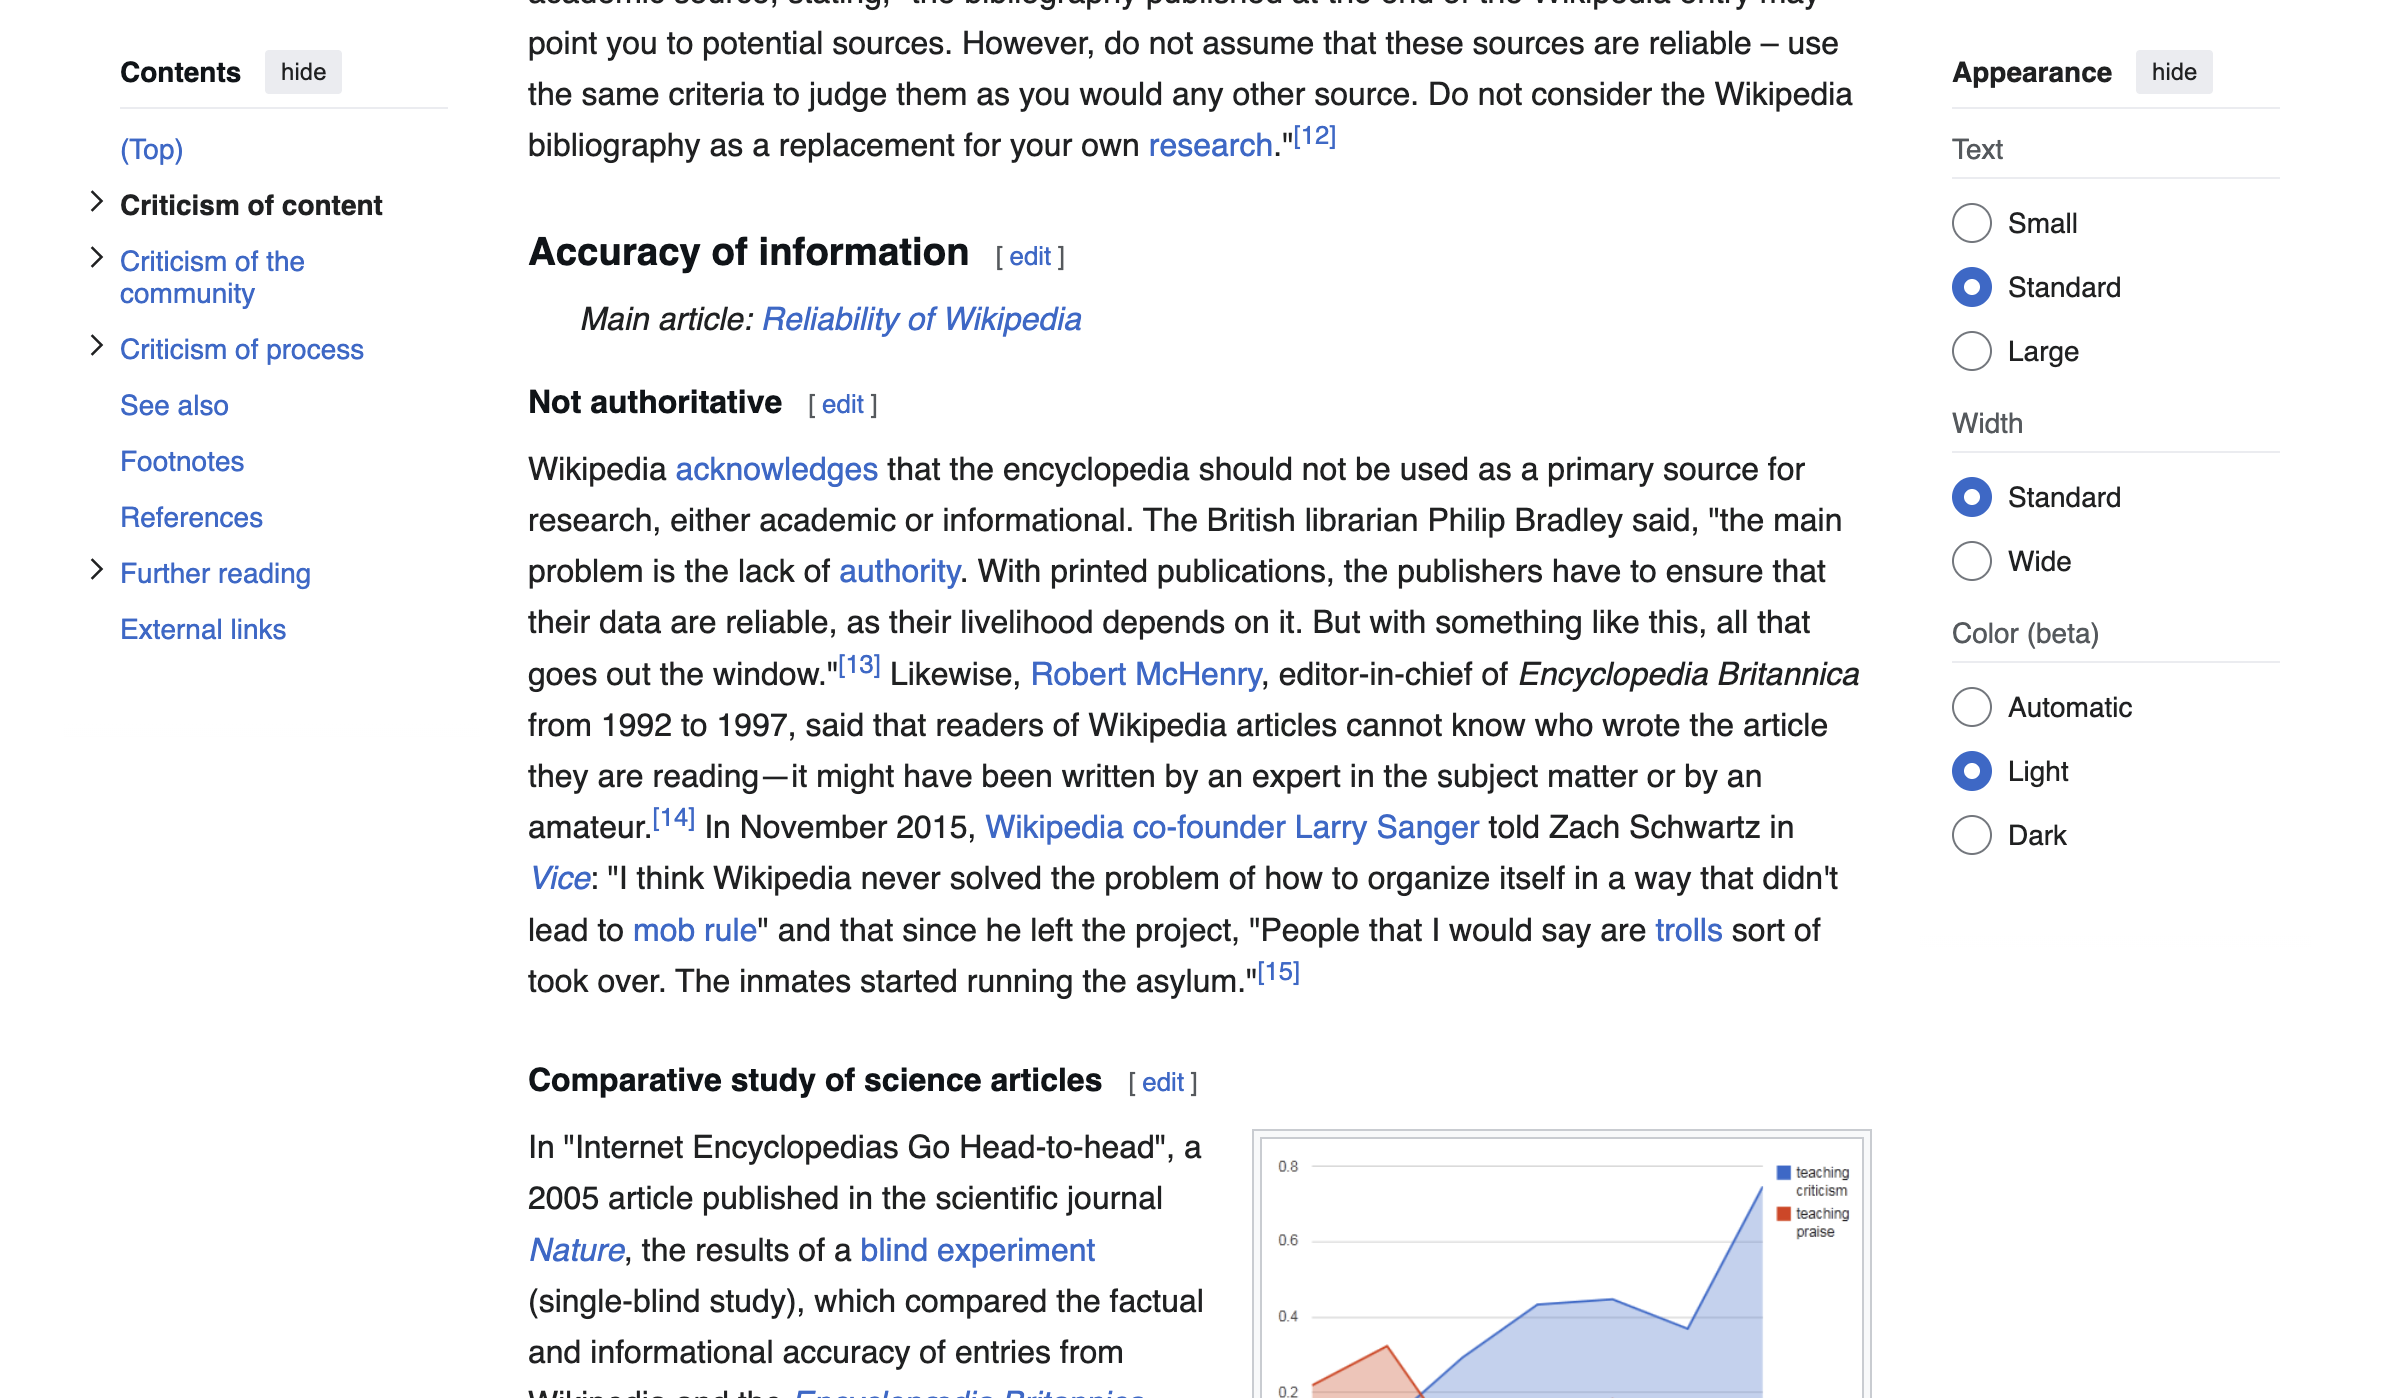 Contents hide
(Top)
Criticism of content
Criticism of the
community
Criticism of process
See also
Footnotes
References
Further reading
External links
point you to potential sources. However, do not assume that these sources are reliable – use
the same criteria to judge them as you would any other source. Do not consider the Wikipedia
bibliography as a replacement for your own research."[12]
Accuracy of information [ edit ]
Main article: Reliability of Wikipedia
Not authoritative [ edit ]
Wikipedia acknowledges that the encyclopedia should not be used as a primary source for
research, either academic or informational. The British librarian Philip Bradley said, "the main
problem is the lack of authority. With printed publications, the publishers have to ensure that
their data are reliable, as their livelihood depends on it. But with something like this, all that
goes out the window."[13] Likewise, Robert McHenry, editor-in-chief of Encyclopedia Britannica
from 1992 to 1997, said that readers of Wikipedia articles cannot know who wrote the article
they are reading—it might have been written by an expert in the subject matter or by an
amateur.[14] In November 2015, Wikipedia co-founder Larry Sanger told Zach Schwartz in
Vice: "I think Wikipedia never solved the problem of how to organize itself in a way that didn't
lead to mob rule" and that since he left the project, "People that I would say are trolls sort of
took over. The inmates started running the asylum."[15]
Comparative study of science articles [ edit ]
In "Internet Encyclopedias Go Head-to-head", a
2005 article published in the scientific journal
Nature, the results of a blind experiment
(single-blind study), which compared the factual
and informational accuracy of entries from
0.8
0.6
0.4
0.2
teaching
criticism
teaching
praise
Appearance hide
Text
Small
Standard
Large
Width
Standard
Wide
Color (beta)
Automatic
Light
Dark